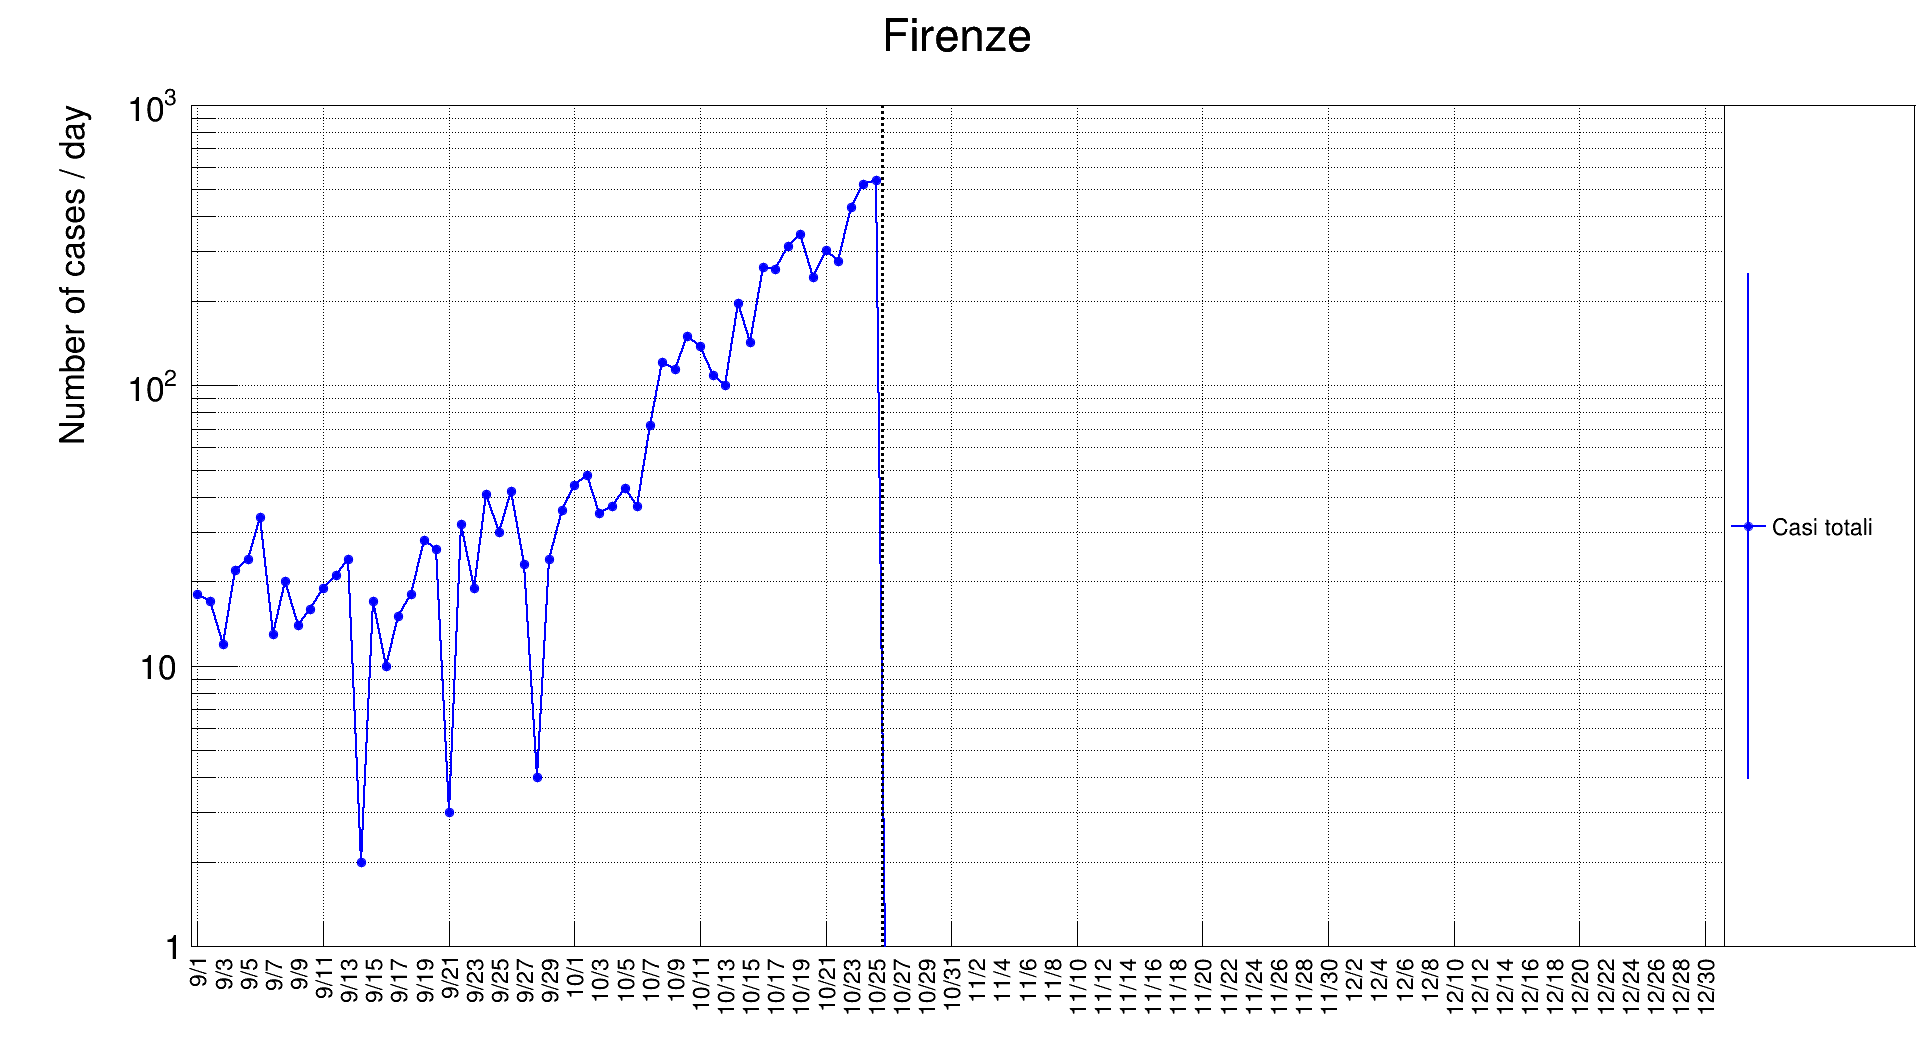 Firenze
Number of cases / day
10³
10²
10
1
9/1 9/3 9/5 9/7 9/9 9/11 9/13 9/15 9/17 9/19 9/21 9/23 9/25 9/27 9/29 10/1 10/3 10/5 10/7 10/9 10/11 10/13 10/15 10/17 10/19 10/21 10/23 10/25 10/27 10/29 10/31 11/2 11/4 11/6 11/8 11/10 11/12 11/14 11/16 11/18 11/20 11/22 11/24 11/26 11/28 11/30 12/2 12/4 12/6 12/8 12/10 12/12 12/14 12/16 12/18 12/20 12/22 12/24 12/26 12/28 12/30
Casi totali